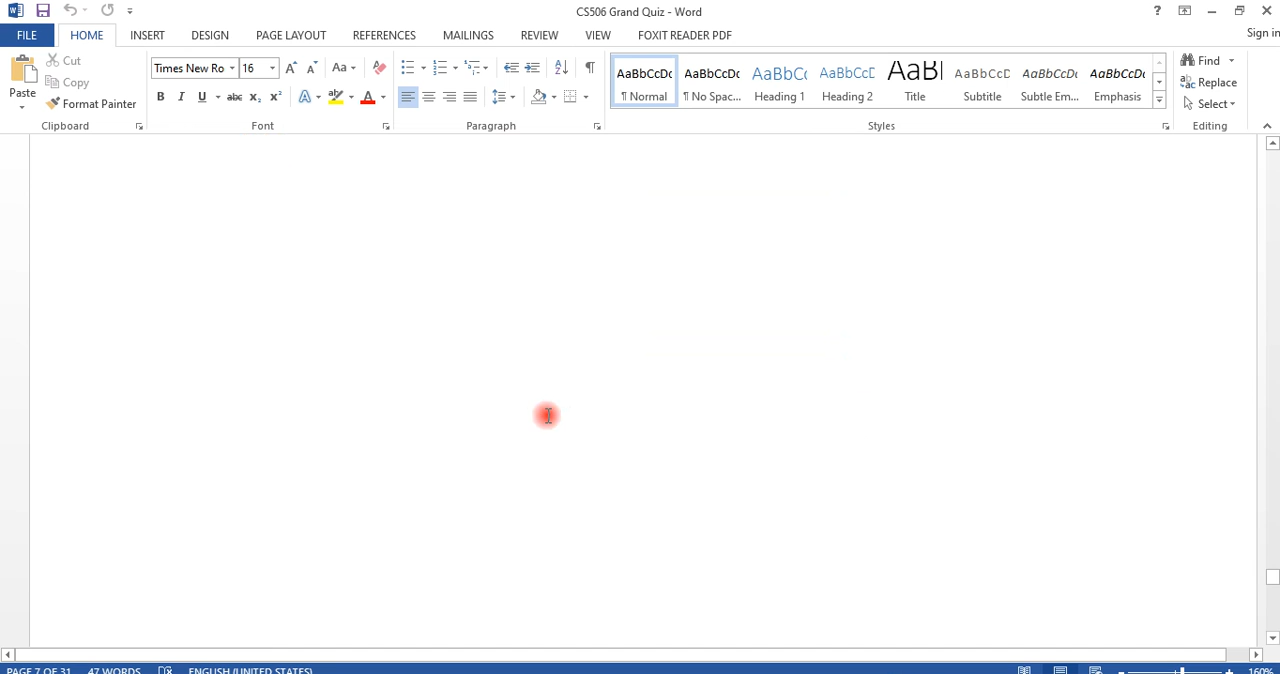 CS506 Grand Quiz - Word
? Sign in
FILE HOME INSERT DESIGN PAGE LAYOUT REFERENCES MAILINGS REVIEW VIEW FOXIT READER PDF
Paste
Cut
Copy
Format Painter
Clipboard
Times New Ro 16 Aa
B I U abc x₂ x² A A
Font
Paragraph
AaBbCcDc AaBbCcDc AaBbCc AaBbCcD AaBl AaBbCcD AaBbCcDc AaBbCcDc
¶ Normal ¶ No Spac... Heading 1 Heading 2 Title Subtitle Subtle Em... Emphasis
Styles
Find
Replace
Select
Editing
PAGE 7 OF 31 47 WORDS ENGLISH (UNITED STATES) 160%